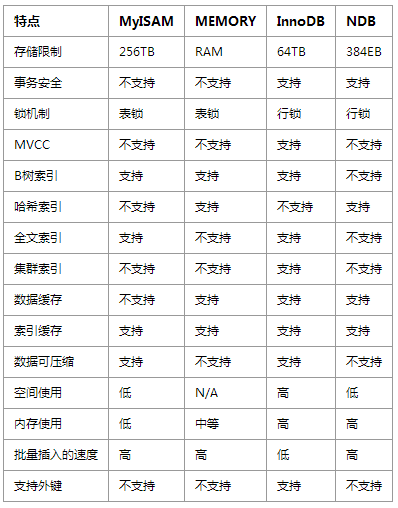 特点 MyISAM MEMORY InnoDB NDB
存储限制 256TB RAM 64TB 384EB
事务安全 不支持 不支持 支持 支持
锁机制 表锁 表锁 行锁 行锁
MVCC 不支持 不支持 支持 不支持
B树索引 支持 支持 支持 支持
哈希索引 不支持 支持 不支持 支持
全文索引 支持 不支持 支持 不支持
集群索引 不支持 不支持 支持 不支持
数据缓存 不支持 支持 支持 支持
索引缓存 支持 支持 支持 支持
数据可压缩 支持 不支持 支持 不支持
空间使用 低 N/A 高 低
内存使用 低 中等 高 高
批量插入的速度 高 高 低 高
支持外键 不支持 不支持 支持 不支持